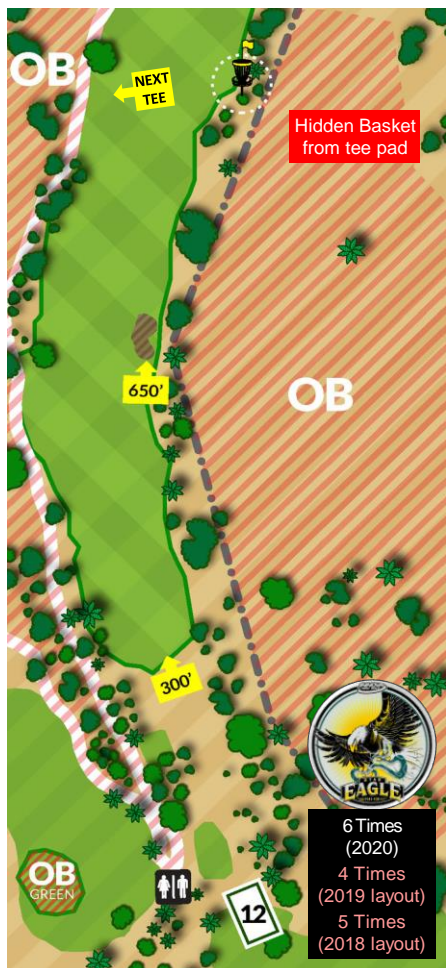 OB
NEXT
TEE
Hidden Basket
from tee pad
650'
OB
300'
EAGLE
6 Times
(2020)
4 Times
(2019 layout)
5 Times
(2018 layout)
OB
GREEN
12